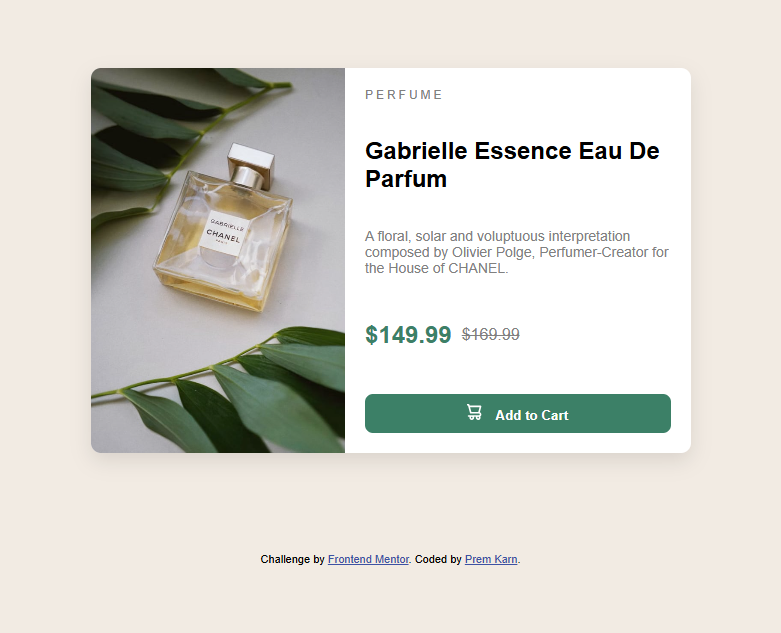 PERFUME
Gabrielle Essence Eau De
Parfum
A floral, solar and voluptuous interpretation
composed by Olivier Polge, Perfumer-Creator for
the House of CHANEL.
$149.99 $169.99
Add to Cart
GABRIELLE
CHANEL
PARIS
Challenge by Frontend Mentor. Coded by Prem Karn.